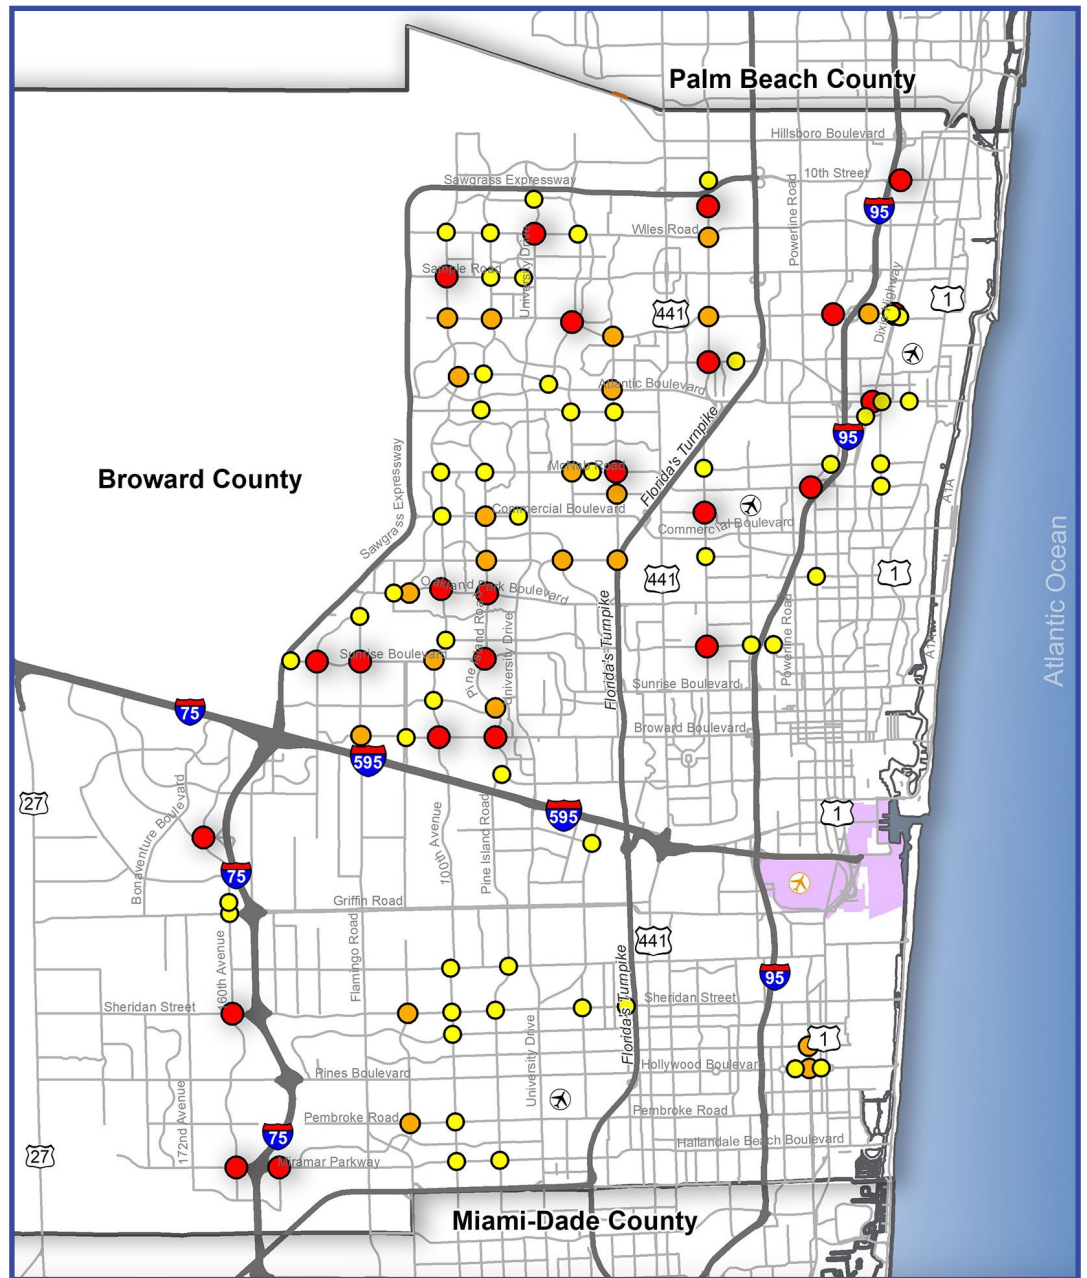 Palm Beach County
Hillsboro Boulevard
10th Street
Sawgrass Expressway
Powerline Road
95
Wiles Road
University Drive
Sample Road
Dixie Highway
1
441
Atlantic Boulevard
Florida's Turnpike
95
McNab Road
Broward County
Sawgrass Expressway
A1A
Commercial Boulevard
Commercial Boulevard
Atlantic Ocean
441
1
Oakland Park Boulevard
Pine Island Road
University Drive
Florida's Turnpike
Powerline Road
A1A
Sunrise Boulevard
Sunrise Boulevard
75
Broward Boulevard
595
27
Bonaventure Boulevard
100th Avenue
Pine Island Road
595
1
75
Griffin Road
160th Avenue
Flamingo Road
441
Florida's Turnpike
95
Sheridan Street
Sheridan Street
University Drive
1
Hollywood Boulevard
Pines Boulevard
172nd Avenue
Pembroke Road
Pembroke Road
75
Hallandale Beach Boulevard
27
Miramar Parkway
Miami-Dade County